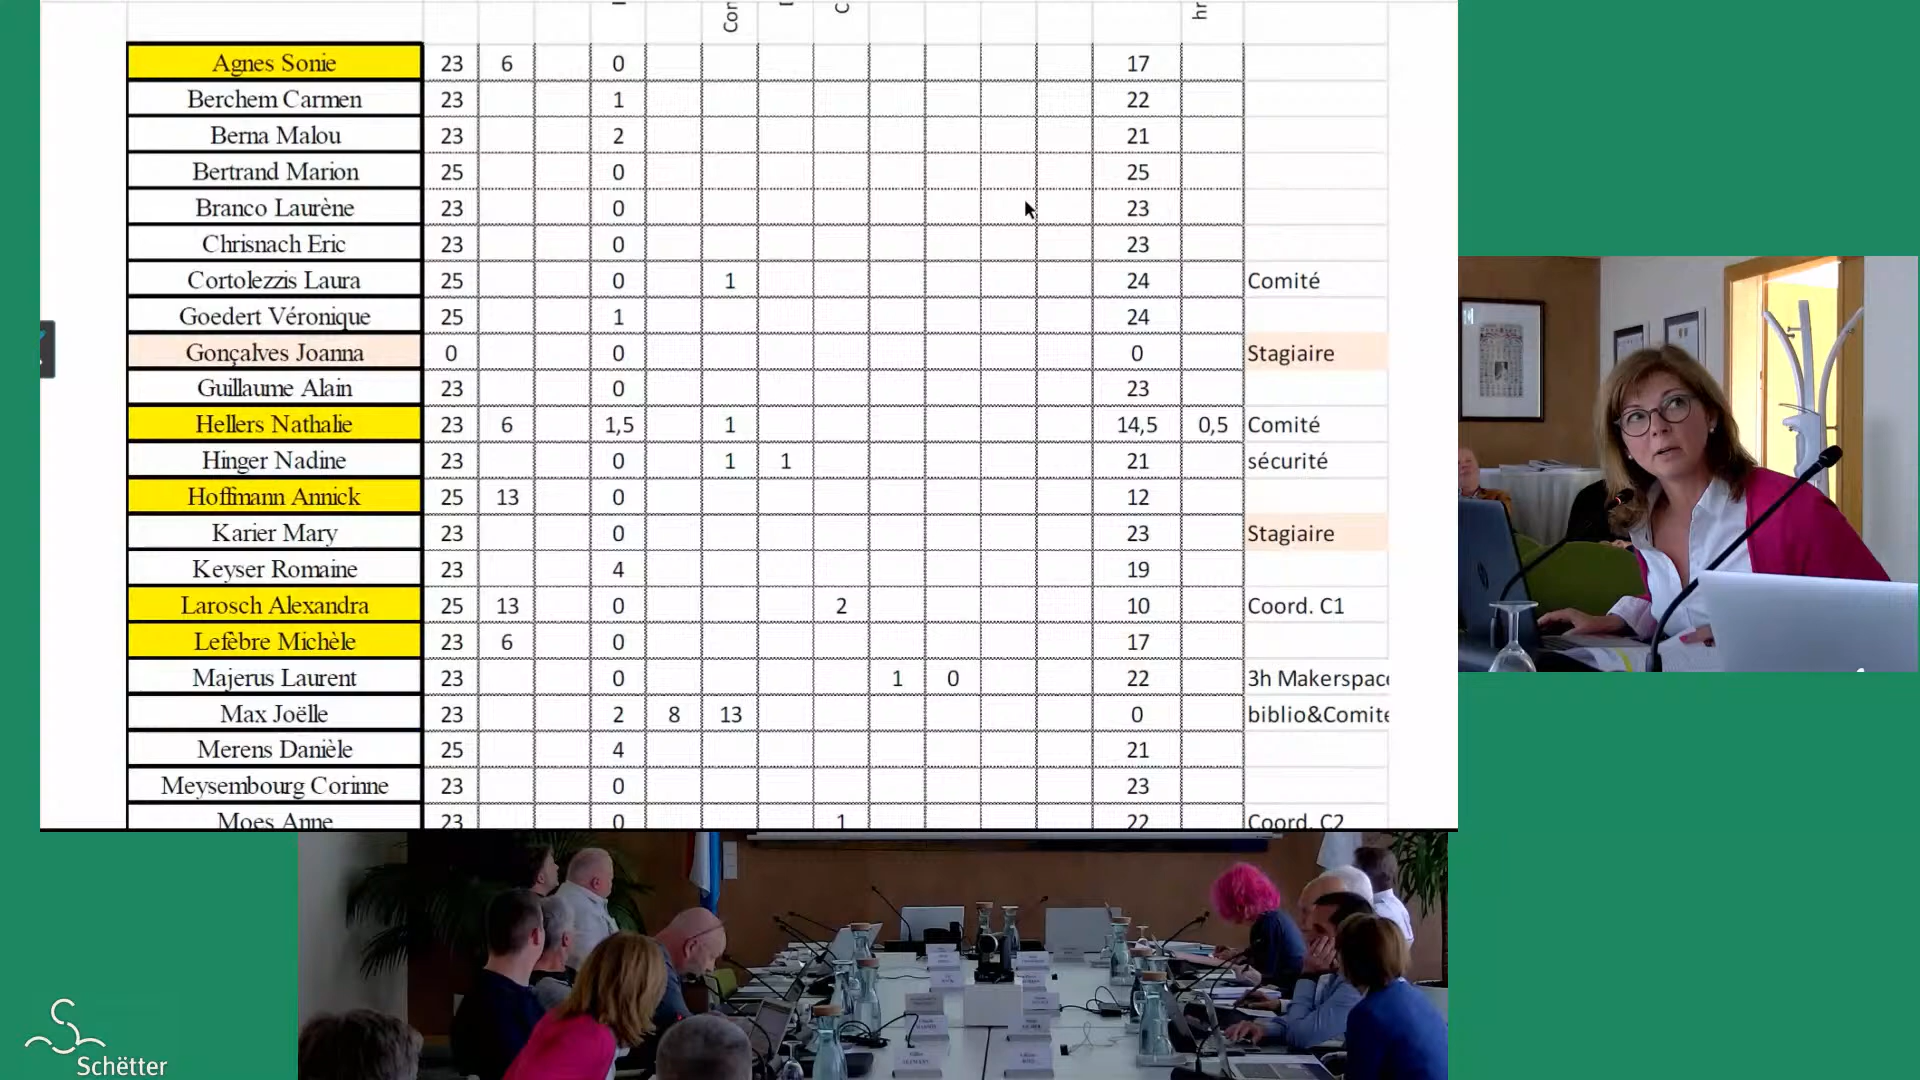 Con
C
hr
Agnes Sonie 23 6 0 17
Berchem Carmen 23 1 22
Berna Malou 23 2 21
Bertrand Marion 25 0 25
Branco Laurène 23 0 23
Chrisnach Eric 23 0 23
Cortolezzis Laura 25 0 1 24 Comité
Goedert Véronique 25 1 24
Gonçalves Joanna 0 0 0 Stagiaire
Guillaume Alain 23 0 23
Hellers Nathalie 23 6 1,5 1 14,5 0,5 Comité
Hinger Nadine 23 0 1 1 21 sécurité
Hoffmann Annick 25 13 0 12
Karier Mary 23 0 23 Stagiaire
Keyser Romaine 23 4 19
Larosch Alexandra 25 13 0 2 10 Coord. C1
Lefèbre Michèle 23 6 0 17
Majerus Laurent 23 0 1 0 22 3h Makerspace
Max Joëlle 23 2 8 13 0 biblio&Comité
Merens Danièle 25 4 21
Meysembourg Corinne 23 0 23
Moes Anne 23 0 1 22 Coord. C2
Schëtter